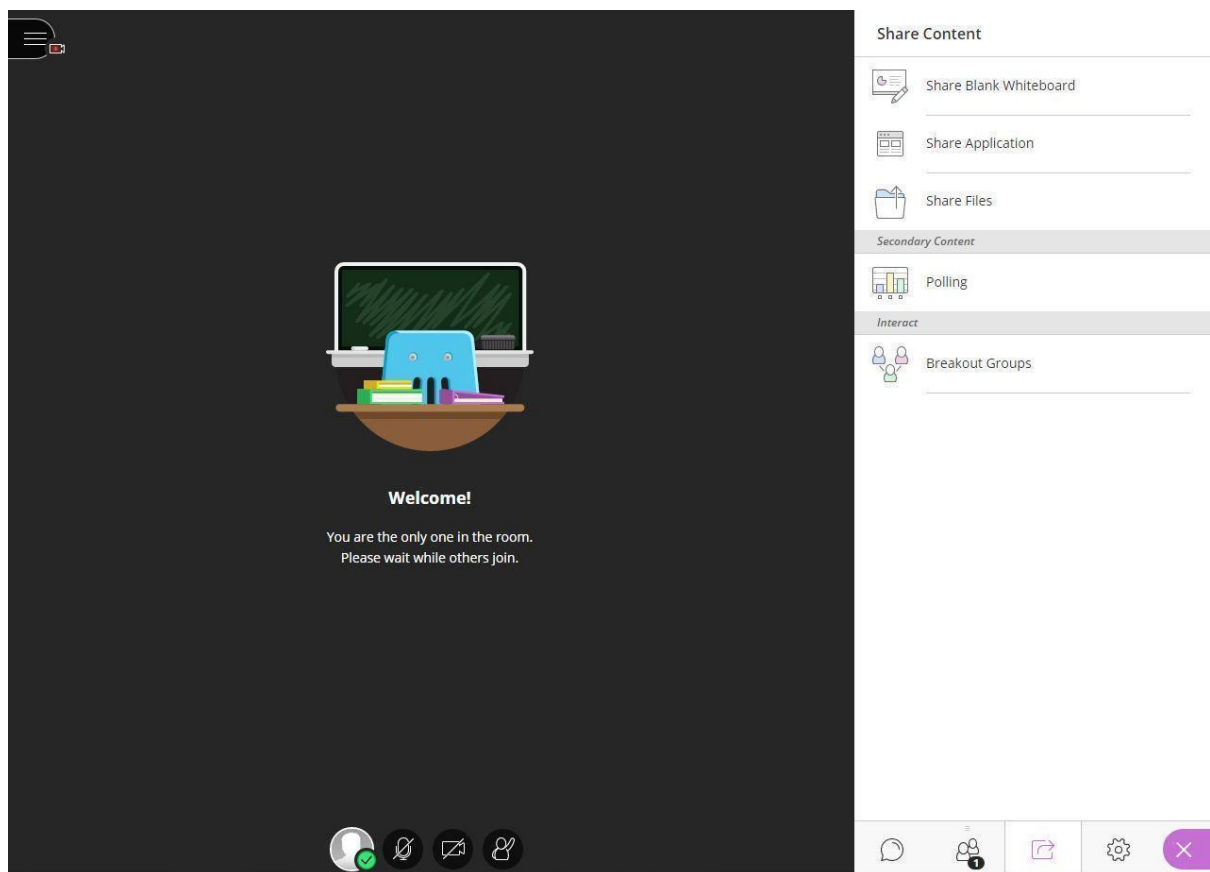 Share Content
Share Blank Whiteboard
Share Application
Share Files
Secondary Content
Polling
Interact
Breakout Groups
Welcome!
You are the only one in the room.
Please wait while others join.
1